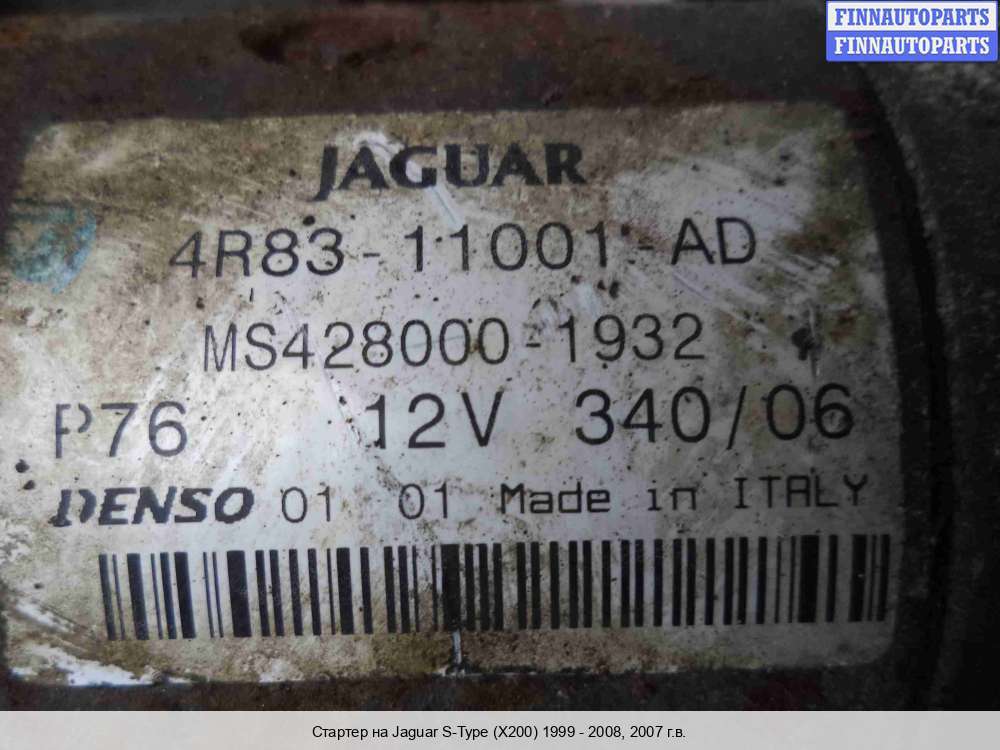 FINNAUTOPARTS
FINNAUTOPARTS
JAGUAR
4R83-11001-AD
MS428000-1932
P76 12V 340/06
DENSO 01 01 Made in ITALY
Стартер на Jaguar S-Type (X200) 1999 - 2008, 2007 г.в.